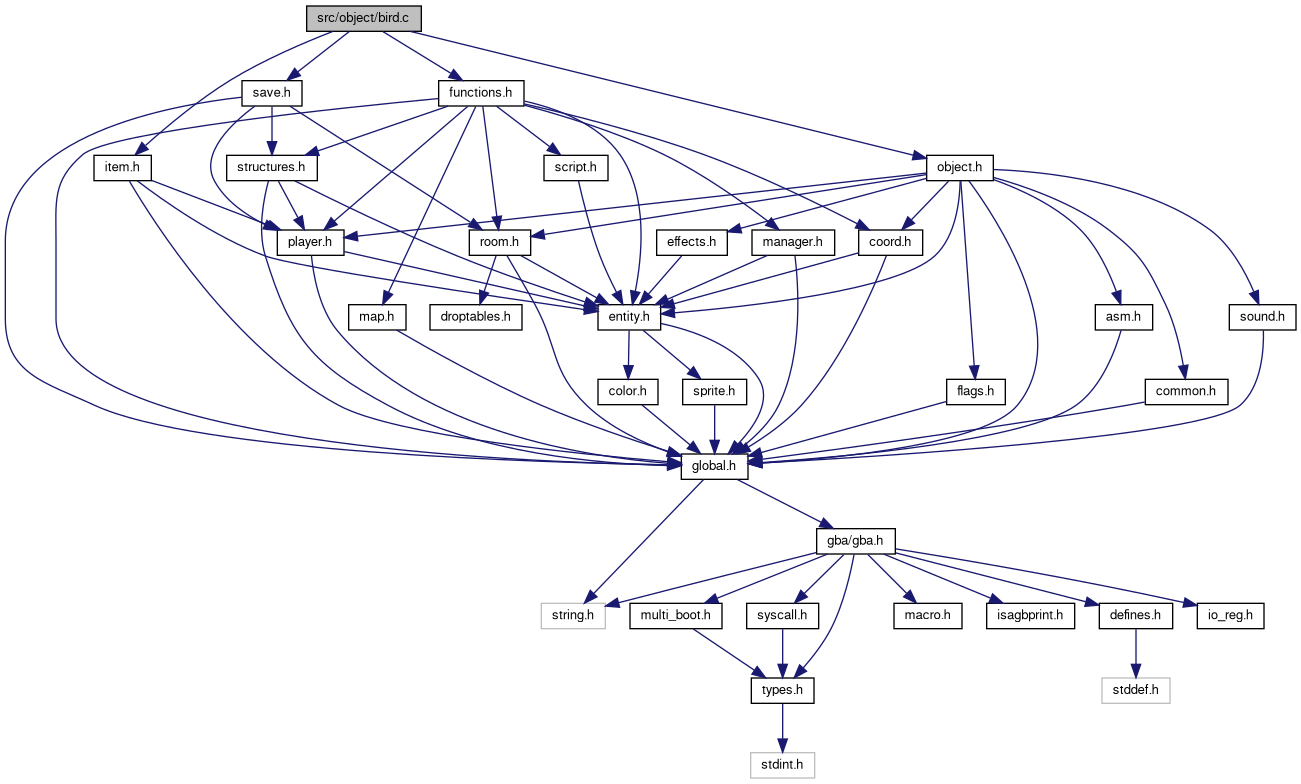 src/object/bird.c
save.h
functions.h
item.h
structures.h
script.h
object.h
player.h
room.h
effects.h
manager.h
coord.h
map.h
droptables.h
entity.h
asm.h
sound.h
color.h
sprite.h
flags.h
common.h
global.h
gba/gba.h
string.h
multi_boot.h
syscall.h
macro.h
isagbprint.h
defines.h
io_reg.h
types.h
stddef.h
stdint.h